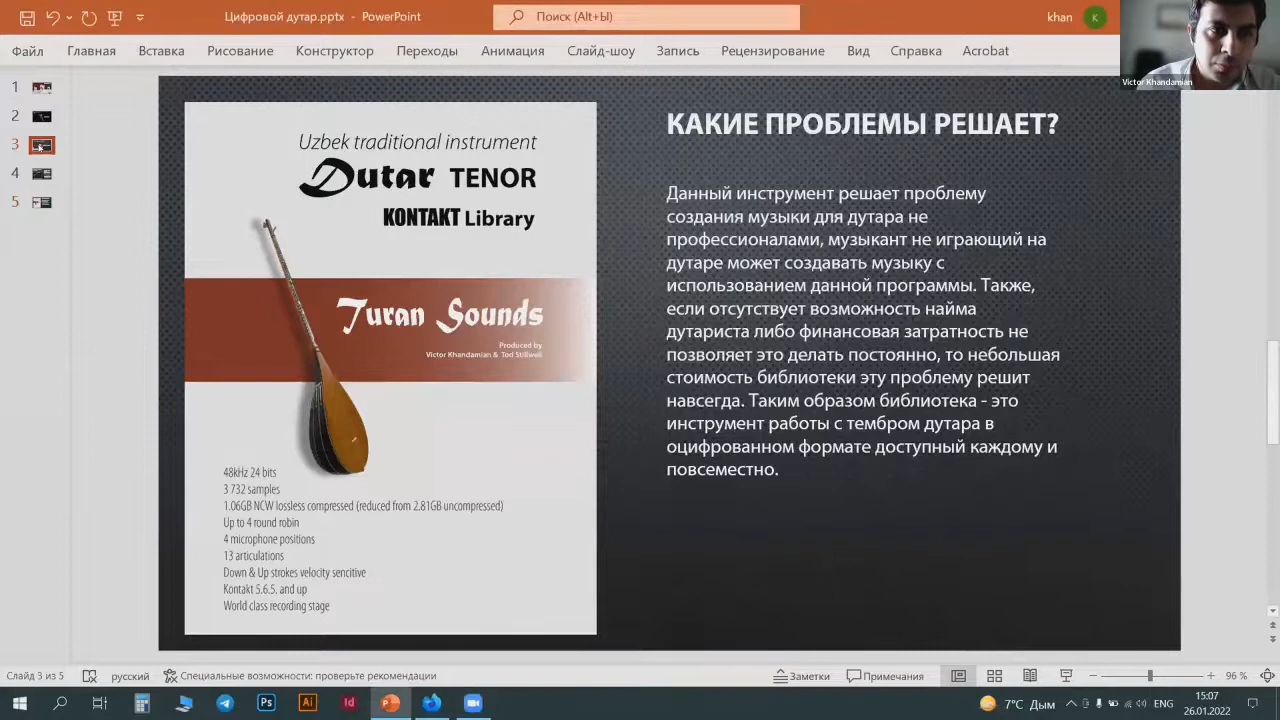 Цифровой дутар.pptx - PowerPoint
Поиск (Alt+Ы)
khan
K
Файл Главная Вставка Рисование Конструктор Переходы Анимация Слайд-шоу Запись Рецензирование Вид Справка Acrobat
Victor Khandamian
1
2
3
4
5
Uzbek traditional instrument
Dutar TENOR
KONTAKT Library
Turan Sounds
Produced by
Victor Khandamian & Tod Stillwell
48kHz 24 bits
3 732 samples
1.06GB NCW lossless compressed (reduced from 2.81GB uncompressed)
Up to 4 round robin
4 microphone positions
13 articulations
Down & Up strokes velocity sencitive
Kontakt 5.6.5. and up
World class recording stage
КАКИЕ ПРОБЛЕМЫ РЕШАЕТ?
Данный инструмент решает проблему
создания музыки для дутара не
профессионалами, музыкант не играющий на
дутаре может создавать музыку с
использованием данной программы. Также,
если отсутствует возможность найма
дутариста либо финансовая затратность не
позволяет это делать постоянно, то небольшая
стоимость библиотеки эту проблему решит
навсегда. Таким образом библиотека - это
инструмент работы с тембром дутара в
оцифрованном формате доступный каждому и
повсеместно.
Слайд 3 из 5 русский Специальные возможности: проверьте рекомендации Заметки Примечания 96 %
Ps Ai Id P 7°C Дым ENG 15:07
26.01.2022